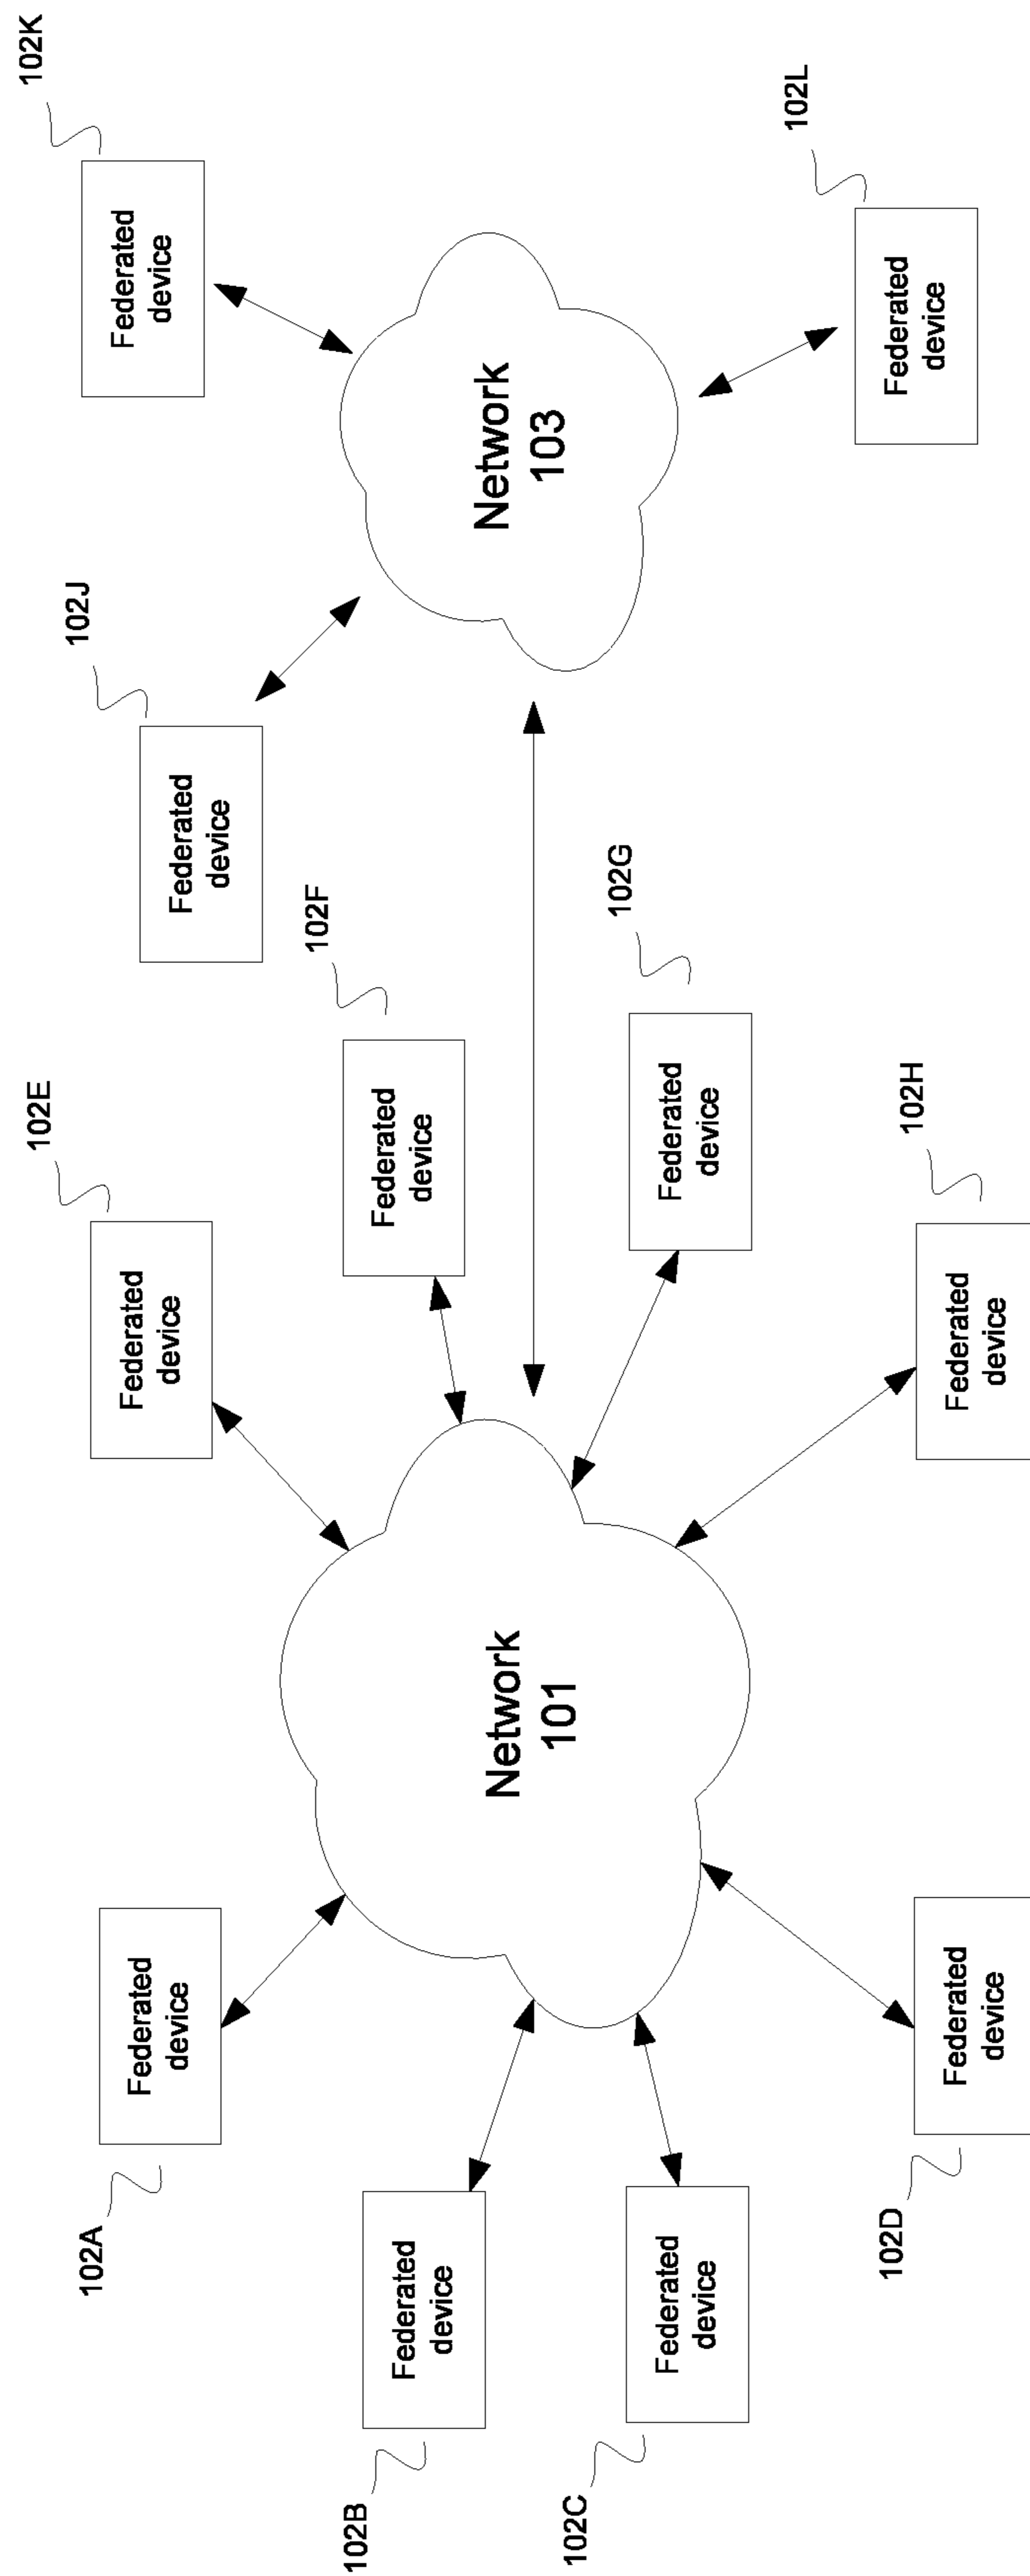 102A
Federated
device
102B
Federated
device
102C
Federated
device
102D
Federated
device
Network
101
102E
Federated
device
102F
Federated
device
102G
Federated
device
102H
Federated
device
102J
Federated
device
Network
103
102K
Federated
device
102L
Federated
device